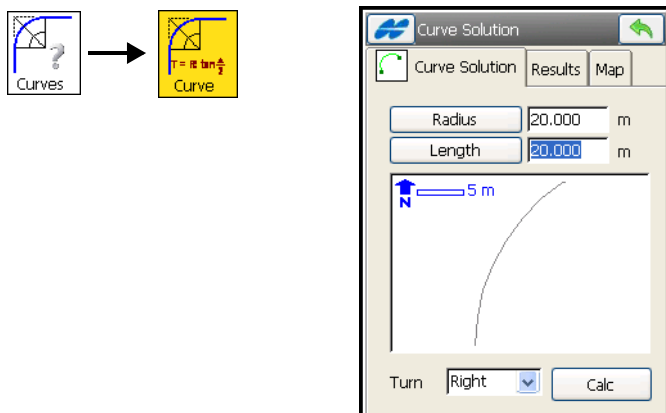 Curves
T = R tan Δ/2
Curve
Curve Solution
Curve Solution Results Map
Radius 20.000 m
Length 20.000 m
5 m
N
Turn Right Calc